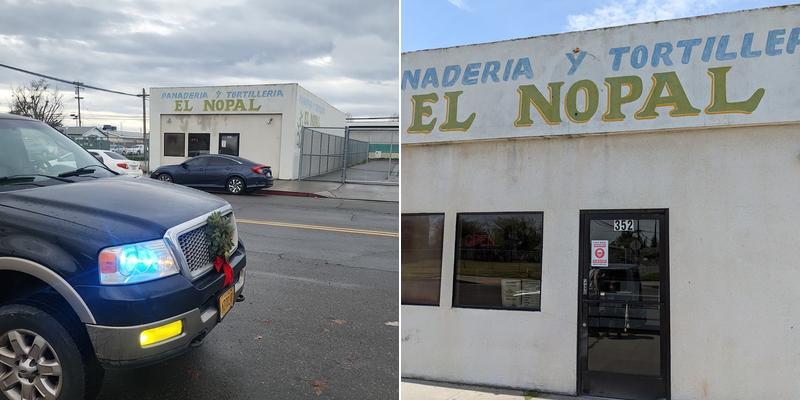 PANADERIA Y TORTILLERIA
EL NOPAL
NADERIA Y TORTILLER
EL NOPAL
352